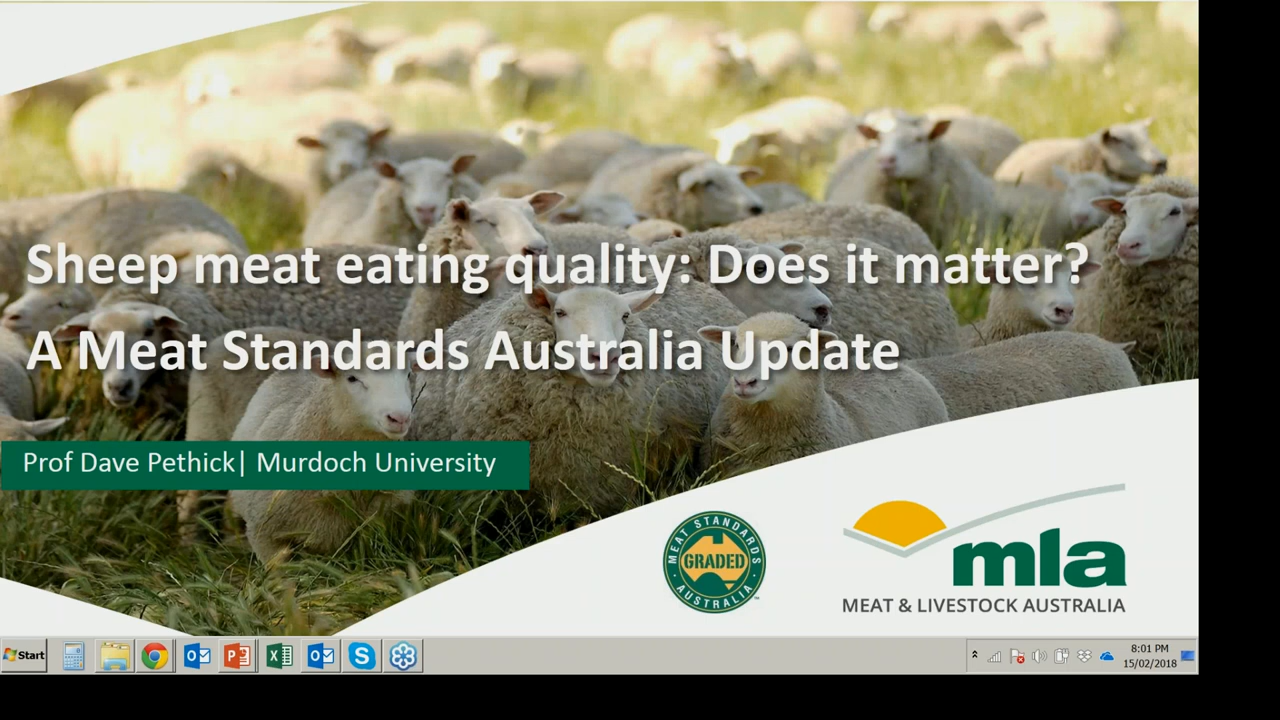 Sheep meat eating quality: Does it matter?
A Meat Standards Australia Update
Prof Dave Pethick| Murdoch University
MEAT STANDARDS
GRADED
AUSTRALIA
TM
mla
MEAT & LIVESTOCK AUSTRALIA
Start
8:01 PM
15/02/2018